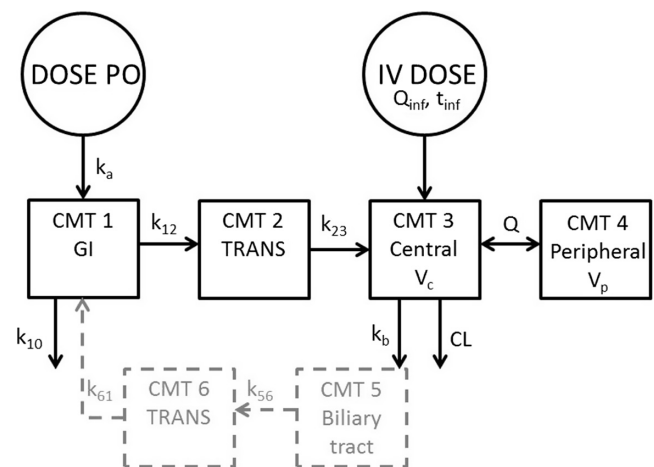 DOSE PO
IV DOSE
Qinf, tinf
ka
CMT 1
GI
k12
CMT 2
TRANS
k23
CMT 3
Central
Vc
Q
CMT 4
Peripheral
Vp
k10
kb
CL
k61
CMT 6
TRANS
k56
CMT 5
Biliary
tract